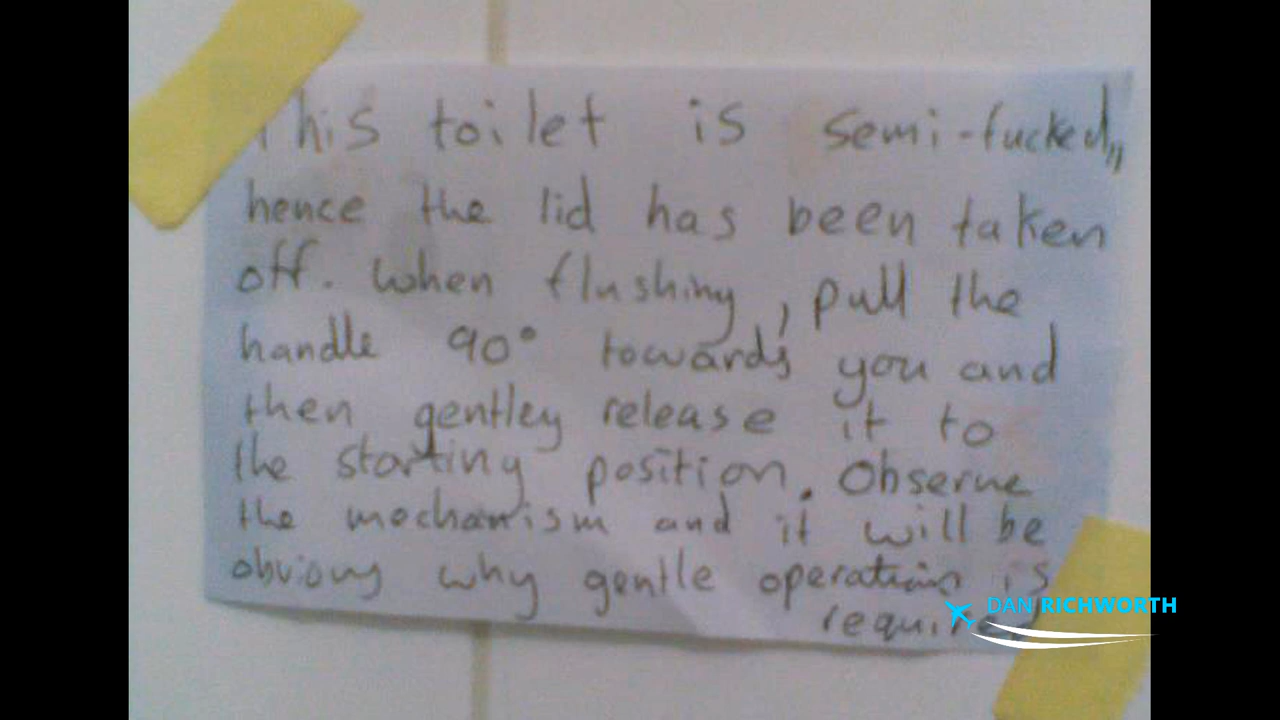 This toilet is semi-fucked,,
hence the lid has been taken
off. When flushing, pull the
handle 90° towards you and
then gentley release it to
the starting position. Observe
the mechanism and it will be
obvious why gentle operation is
required
DAN RICHWORTH